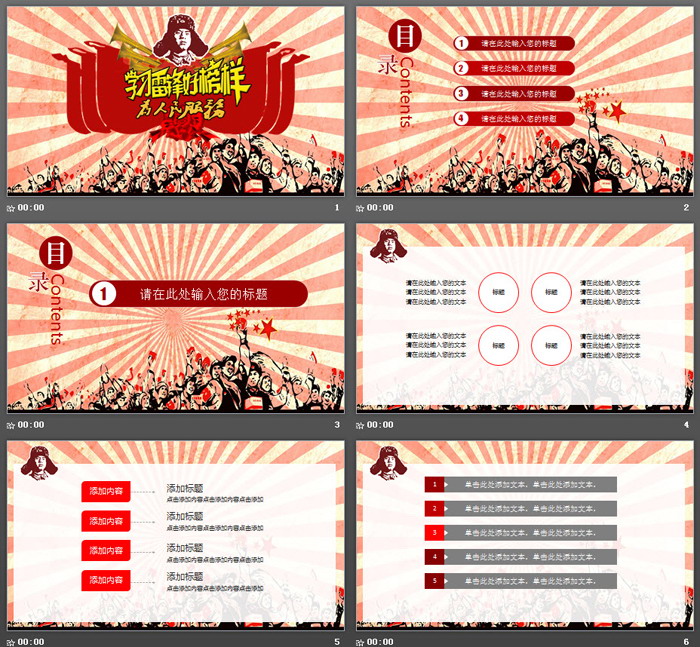 学习雷锋好榜样
为人民服务
00:00
1
目
录
Contents
1 请在此处输入您的标题
2 请在此处输入您的标题
3 请在此处输入您的标题
4 请在此处输入您的标题
00:00
2
目
录
Contents
1 请在此处输入您的标题
00:00
3
请在此处输入您的文本
请在此处输入您的文本
请在此处输入您的文本
标题
标题
请在此处输入您的文本
请在此处输入您的文本
请在此处输入您的文本
请在此处输入您的文本
请在此处输入您的文本
请在此处输入您的文本
标题
标题
请在此处输入您的文本
请在此处输入您的文本
请在此处输入您的文本
00:00
4
添加内容
添加标题
点击添加内容点击添加内容点击添加
添加内容
添加标题
点击添加内容点击添加内容点击添加
添加内容
添加标题
点击添加内容点击添加内容点击添加
添加内容
添加标题
点击添加内容点击添加内容点击添加
00:00
5
1 单击此处添加文本，单击此处添加文本，
2 单击此处添加文本，单击此处添加文本，
3 单击此处添加文本，单击此处添加文本，
4 单击此处添加文本，单击此处添加文本，
5 单击此处添加文本，单击此处添加文本，
00:00
6